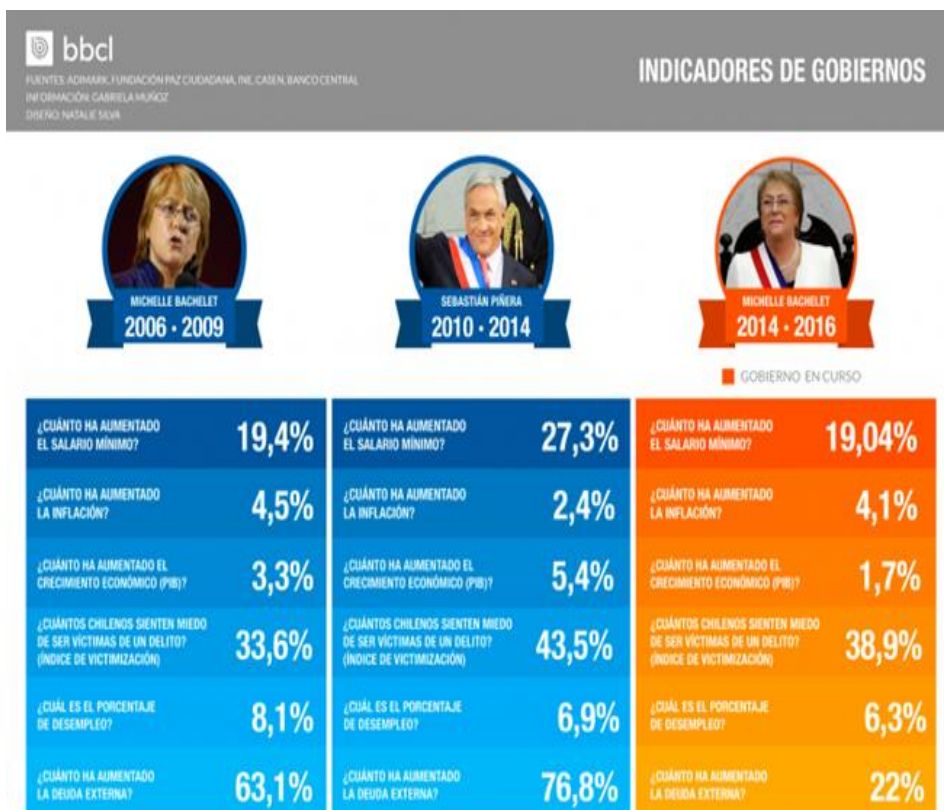 bbcl
FUENTES: ADIMARK, FUNDACIÓN PAZ CIUDADANA, INE, CASEN, BANCO CENTRAL
INFORMACIÓN: GABRIELA MUÑOZ
DISEÑO: NATALIE SILVA
INDICADORES DE GOBIERNOS
MICHELLE BACHELET
2006 · 2009
SEBASTIÁN PIÑERA
2010 · 2014
MICHELLE BACHELET
2014 · 2016
GOBIERNO EN CURSO
¿CUÁNTO HA AUMENTADO
EL SALARIO MÍNIMO?
19,4%
¿CUÁNTO HA AUMENTADO
LA INFLACIÓN?
4,5%
¿CUÁNTO HA AUMENTADO EL
CRECIMIENTO ECONÓMICO (PIB)?
3,3%
¿CUÁNTOS CHILENOS SIENTEN MIEDO
DE SER VÍCTIMAS DE UN DELITO?
(ÍNDICE DE VICTIMIZACIÓN)
33,6%
¿CUÁL ES EL PORCENTAJE
DE DESEMPLEO?
8,1%
¿CUÁNTO HA AUMENTADO
LA DEUDA EXTERNA?
63,1%
¿CUÁNTO HA AUMENTADO
EL SALARIO MÍNIMO?
27,3%
¿CUÁNTO HA AUMENTADO
LA INFLACIÓN?
2,4%
¿CUÁNTO HA AUMENTADO EL
CRECIMIENTO ECONÓMICO (PIB)?
5,4%
¿CUÁNTOS CHILENOS SIENTEN MIEDO
DE SER VÍCTIMAS DE UN DELITO?
(ÍNDICE DE VICTIMIZACIÓN)
43,5%
¿CUÁL ES EL PORCENTAJE
DE DESEMPLEO?
6,9%
¿CUÁNTO HA AUMENTADO
LA DEUDA EXTERNA?
76,8%
¿CUÁNTO HA AUMENTADO
EL SALARIO MÍNIMO?
19,04%
¿CUÁNTO HA AUMENTADO
LA INFLACIÓN?
4,1%
¿CUÁNTO HA AUMENTADO EL
CRECIMIENTO ECONÓMICO (PIB)?
1,7%
¿CUÁNTOS CHILENOS SIENTEN MIEDO
DE SER VÍCTIMAS DE UN DELITO?
(ÍNDICE DE VICTIMIZACIÓN)
38,9%
¿CUÁL ES EL PORCENTAJE
DE DESEMPLEO?
6,3%
¿CUÁNTO HA AUMENTADO
LA DEUDA EXTERNA?
22%